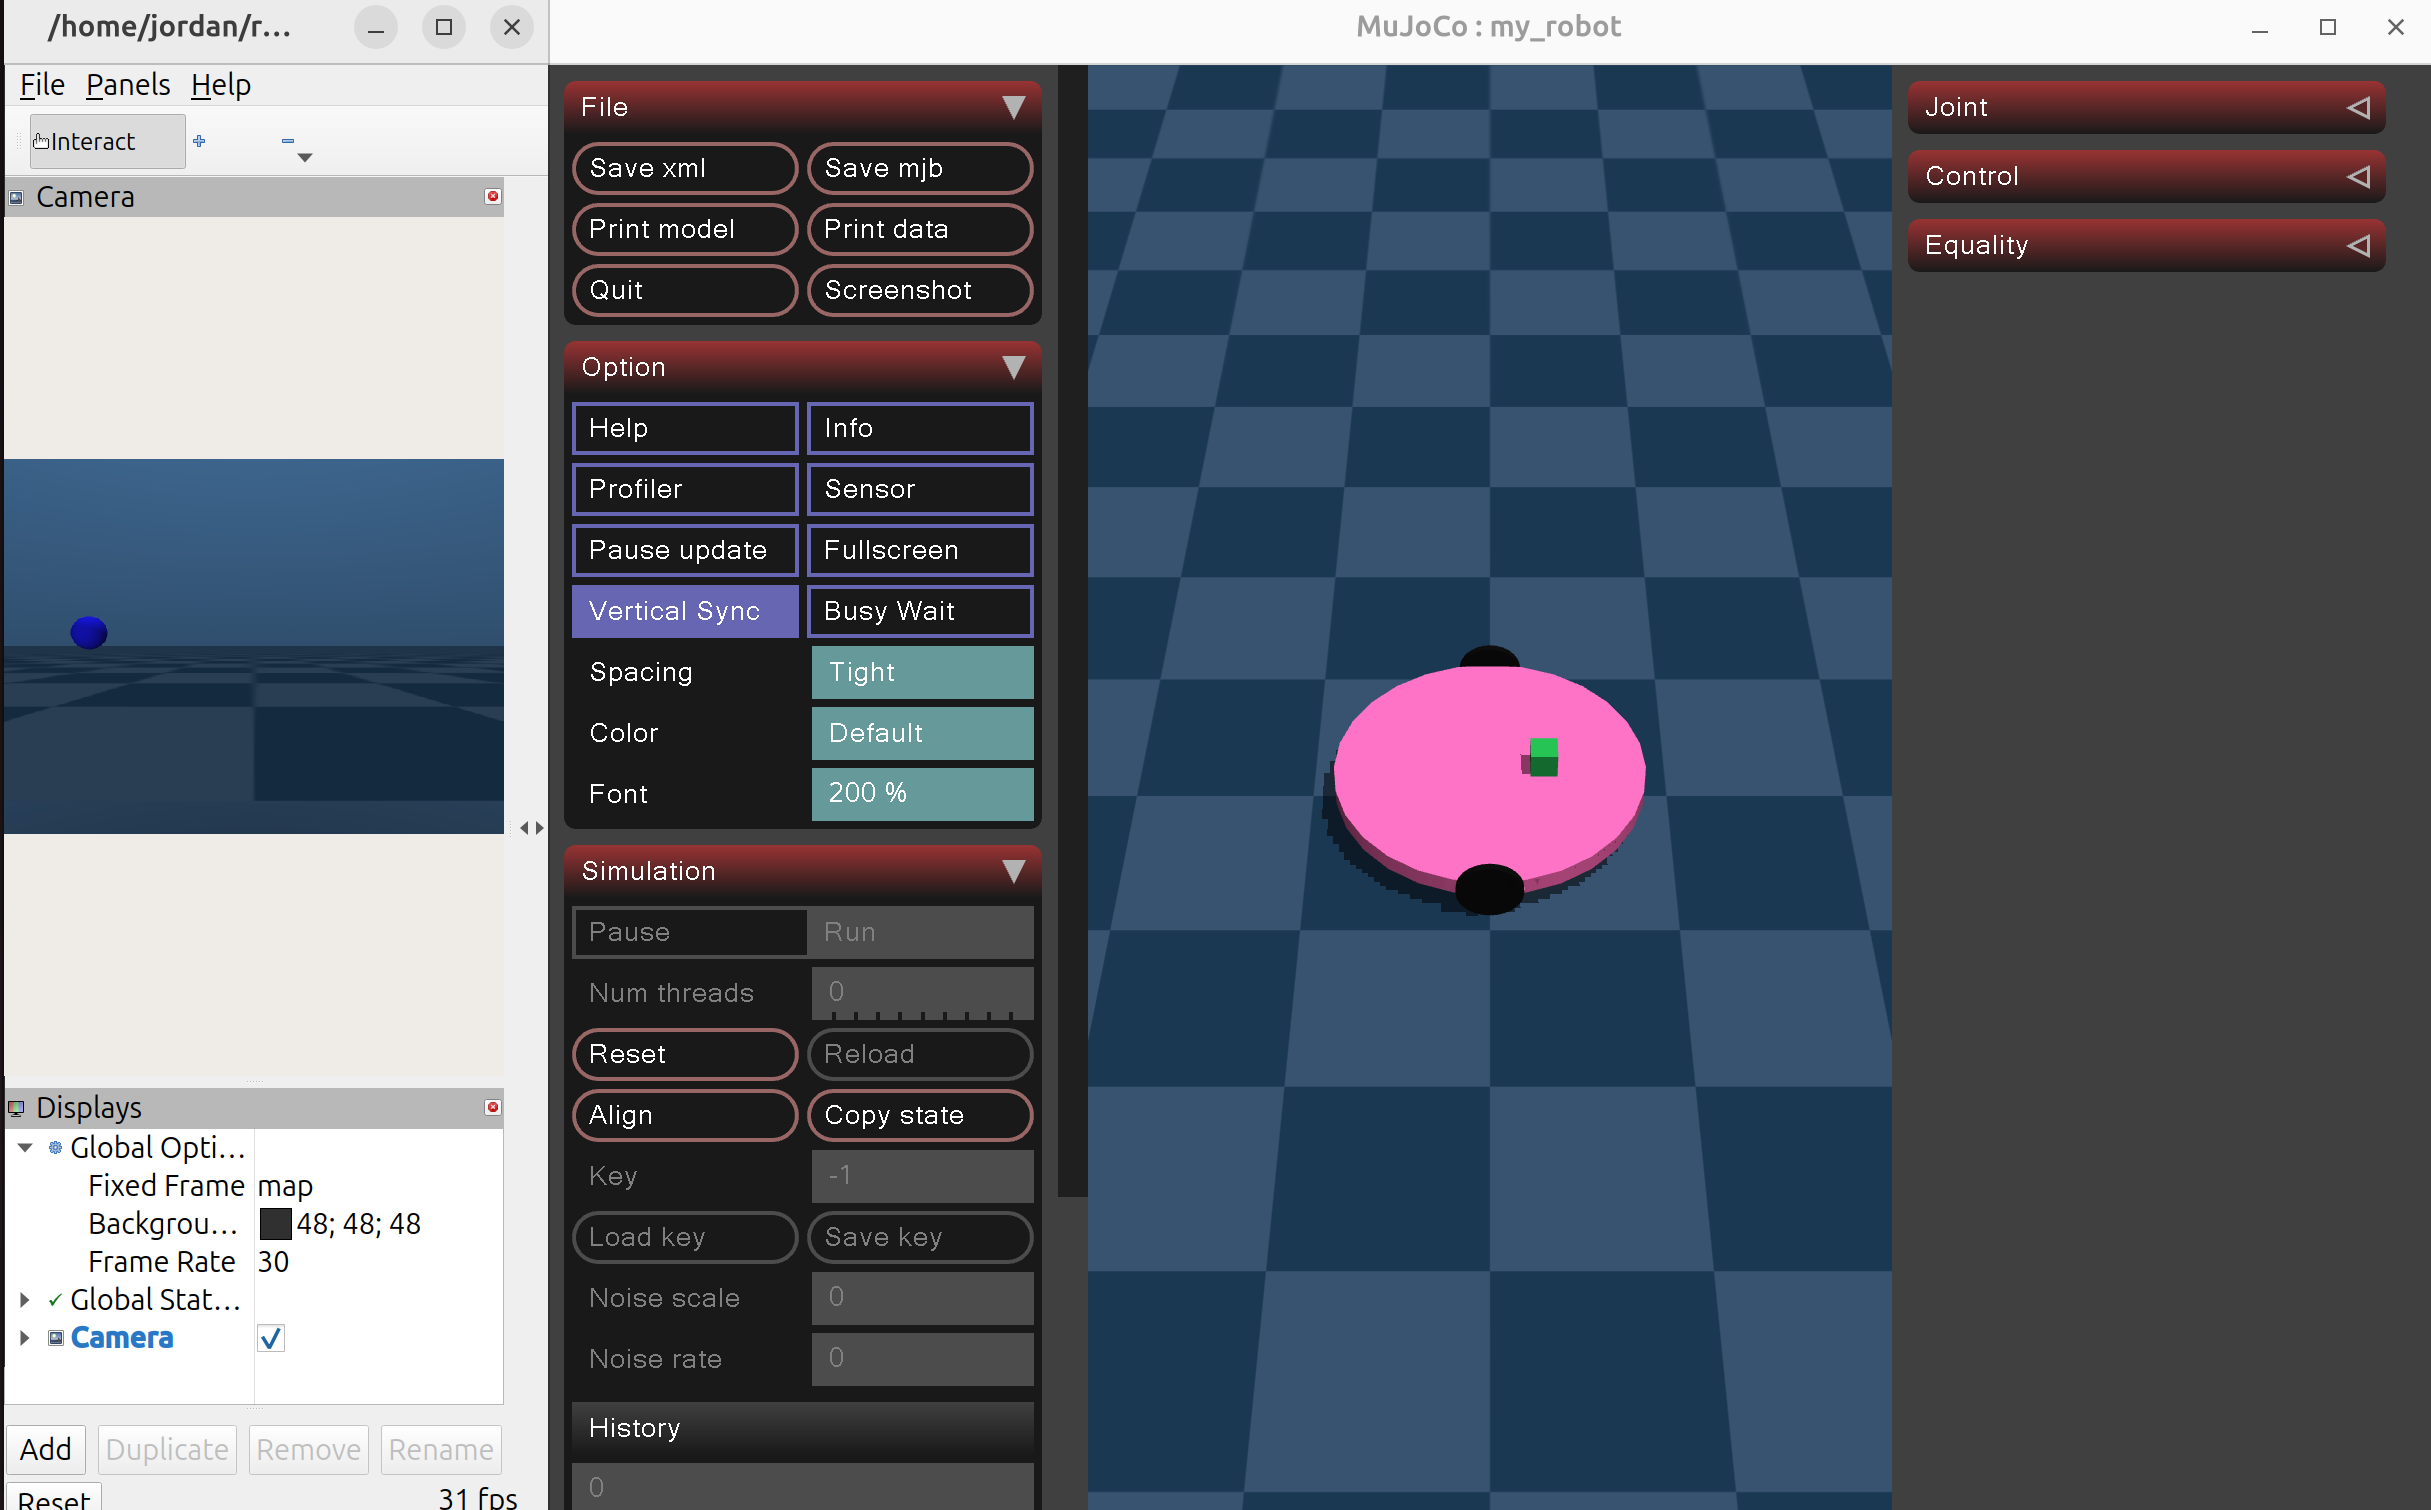 /home/jordan/r...
File Panels Help
Interact
Camera
Displays
Global Opti...
Fixed Frame map
Backgrou... 48; 48; 48
Frame Rate 30
Global Stat...
Camera
Add Duplicate Remove Rename
Reset 31 fps
MuJoCo : my_robot
File
Save xml Save mjb
Print model Print data
Quit Screenshot
Option
Help Info
Profiler Sensor
Pause update Fullscreen
Vertical Sync Busy Wait
Spacing Tight
Color Default
Font 200 %
Simulation
Pause Run
Num threads 0
Reset Reload
Align Copy state
Key -1
Load key Save key
Noise scale 0
Noise rate 0
History
0
Joint
Control
Equality